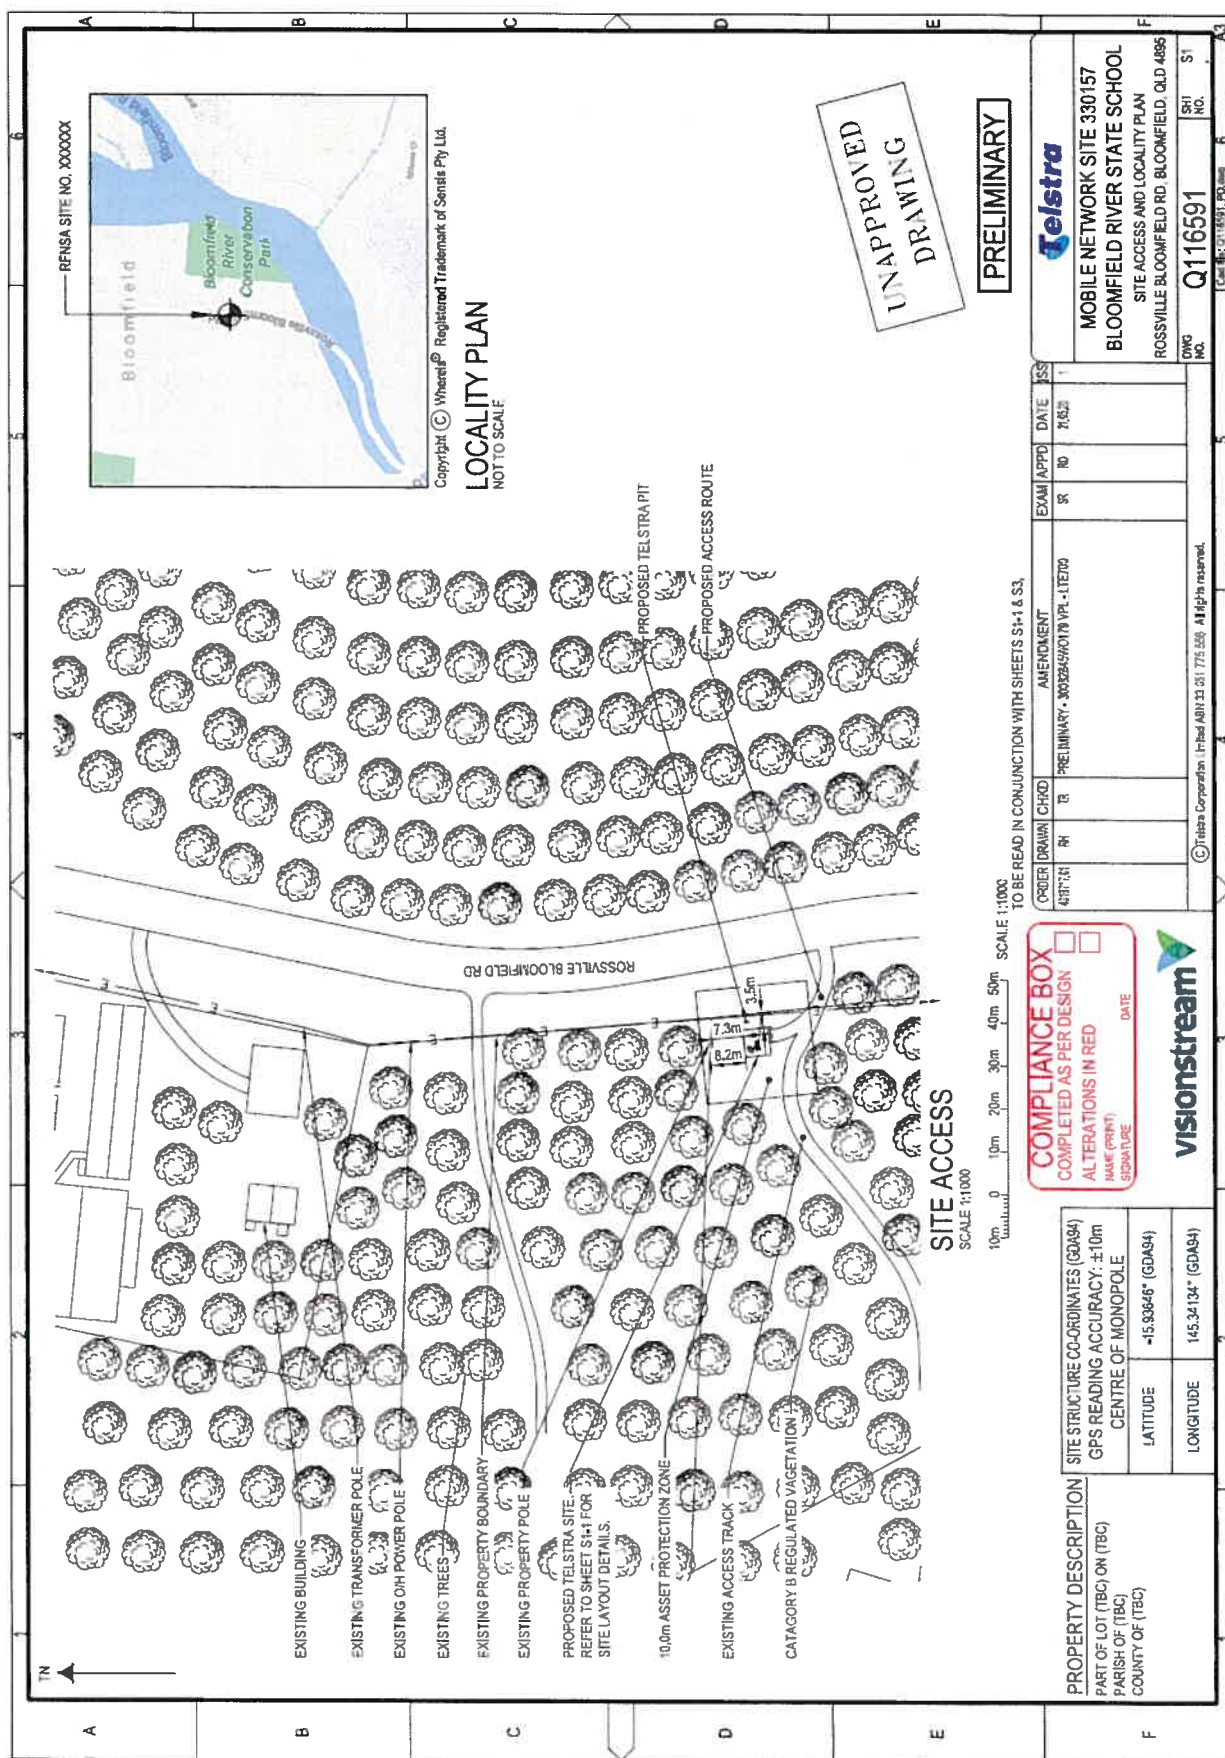 TN
RFNSA SITE NO. XXXXXX
Bloomfield
Bloomfield
River
Conservation
Park
Copyright © Whereis® Registered Trademark of Sensis Pty Ltd.
LOCALITY PLAN
NOT TO SCALE
PROPOSED TELSTRA PIT
PROPOSED ACCESS ROUTE
ROSSVILLE BLOOMFIELD RD
7.3m
3.5m
8.2m
EXISTING BUILDING
EXISTING TRANSFORMER POLE
EXISTING O/H POWER POLE
EXISTING TREES
EXISTING PROPERTY BOUNDARY
EXISTING PROPERTY POLE
PROPOSED TELSTRA SITE.
REFER TO SHEET S1-1 FOR
SITE LAYOUT DETAILS.
10.0m ASSET PROTECTION ZONE
EXISTING ACCESS TRACK
CATAGORY B REGULATED VAGETATION
SITE ACCESS
SCALE 1:1000
10m 0 10m 20m 30m 40m 50m SCALE 1:1000
TO BE READ IN CONJUNCTION WITH SHEETS S1-1 & S3.
UNAPPROVED
DRAWING
PRELIMINARY
PROPERTY DESCRIPTION
PART OF LOT (TBC) ON (TBC)
PARISH OF (TBC)
COUNTY OF (TBC)
SITE STRUCTURE CO-ORDINATES (GDA94)
GPS READING ACCURACY: ±10m
CENTRE OF MONOPOLE
LATITUDE -15.93646° (GDA94)
LONGITUDE 145.34134° (GDA94)
COMPLIANCE BOX
COMPLETED AS PER DESIGN
ALTERATIONS IN RED
NAME (PRINT)
SIGNATURE DATE
visionstream
ORDER DRAWN CHKD AMENDMENT EXAM APPD DATE ISS
RH TR SR RD 1
© Telstra Corporation Limited ABN 33 051 775 556 All rights reserved.
Telstra
MOBILE NETWORK SITE 330157
BLOOMFIELD RIVER STATE SCHOOL
SITE ACCESS AND LOCALITY PLAN
ROSSVILLE BLOOMFIELD RD, BLOOMFIELD, QLD 4895
DWG NO. Q116591 SHT NO. S1
A3